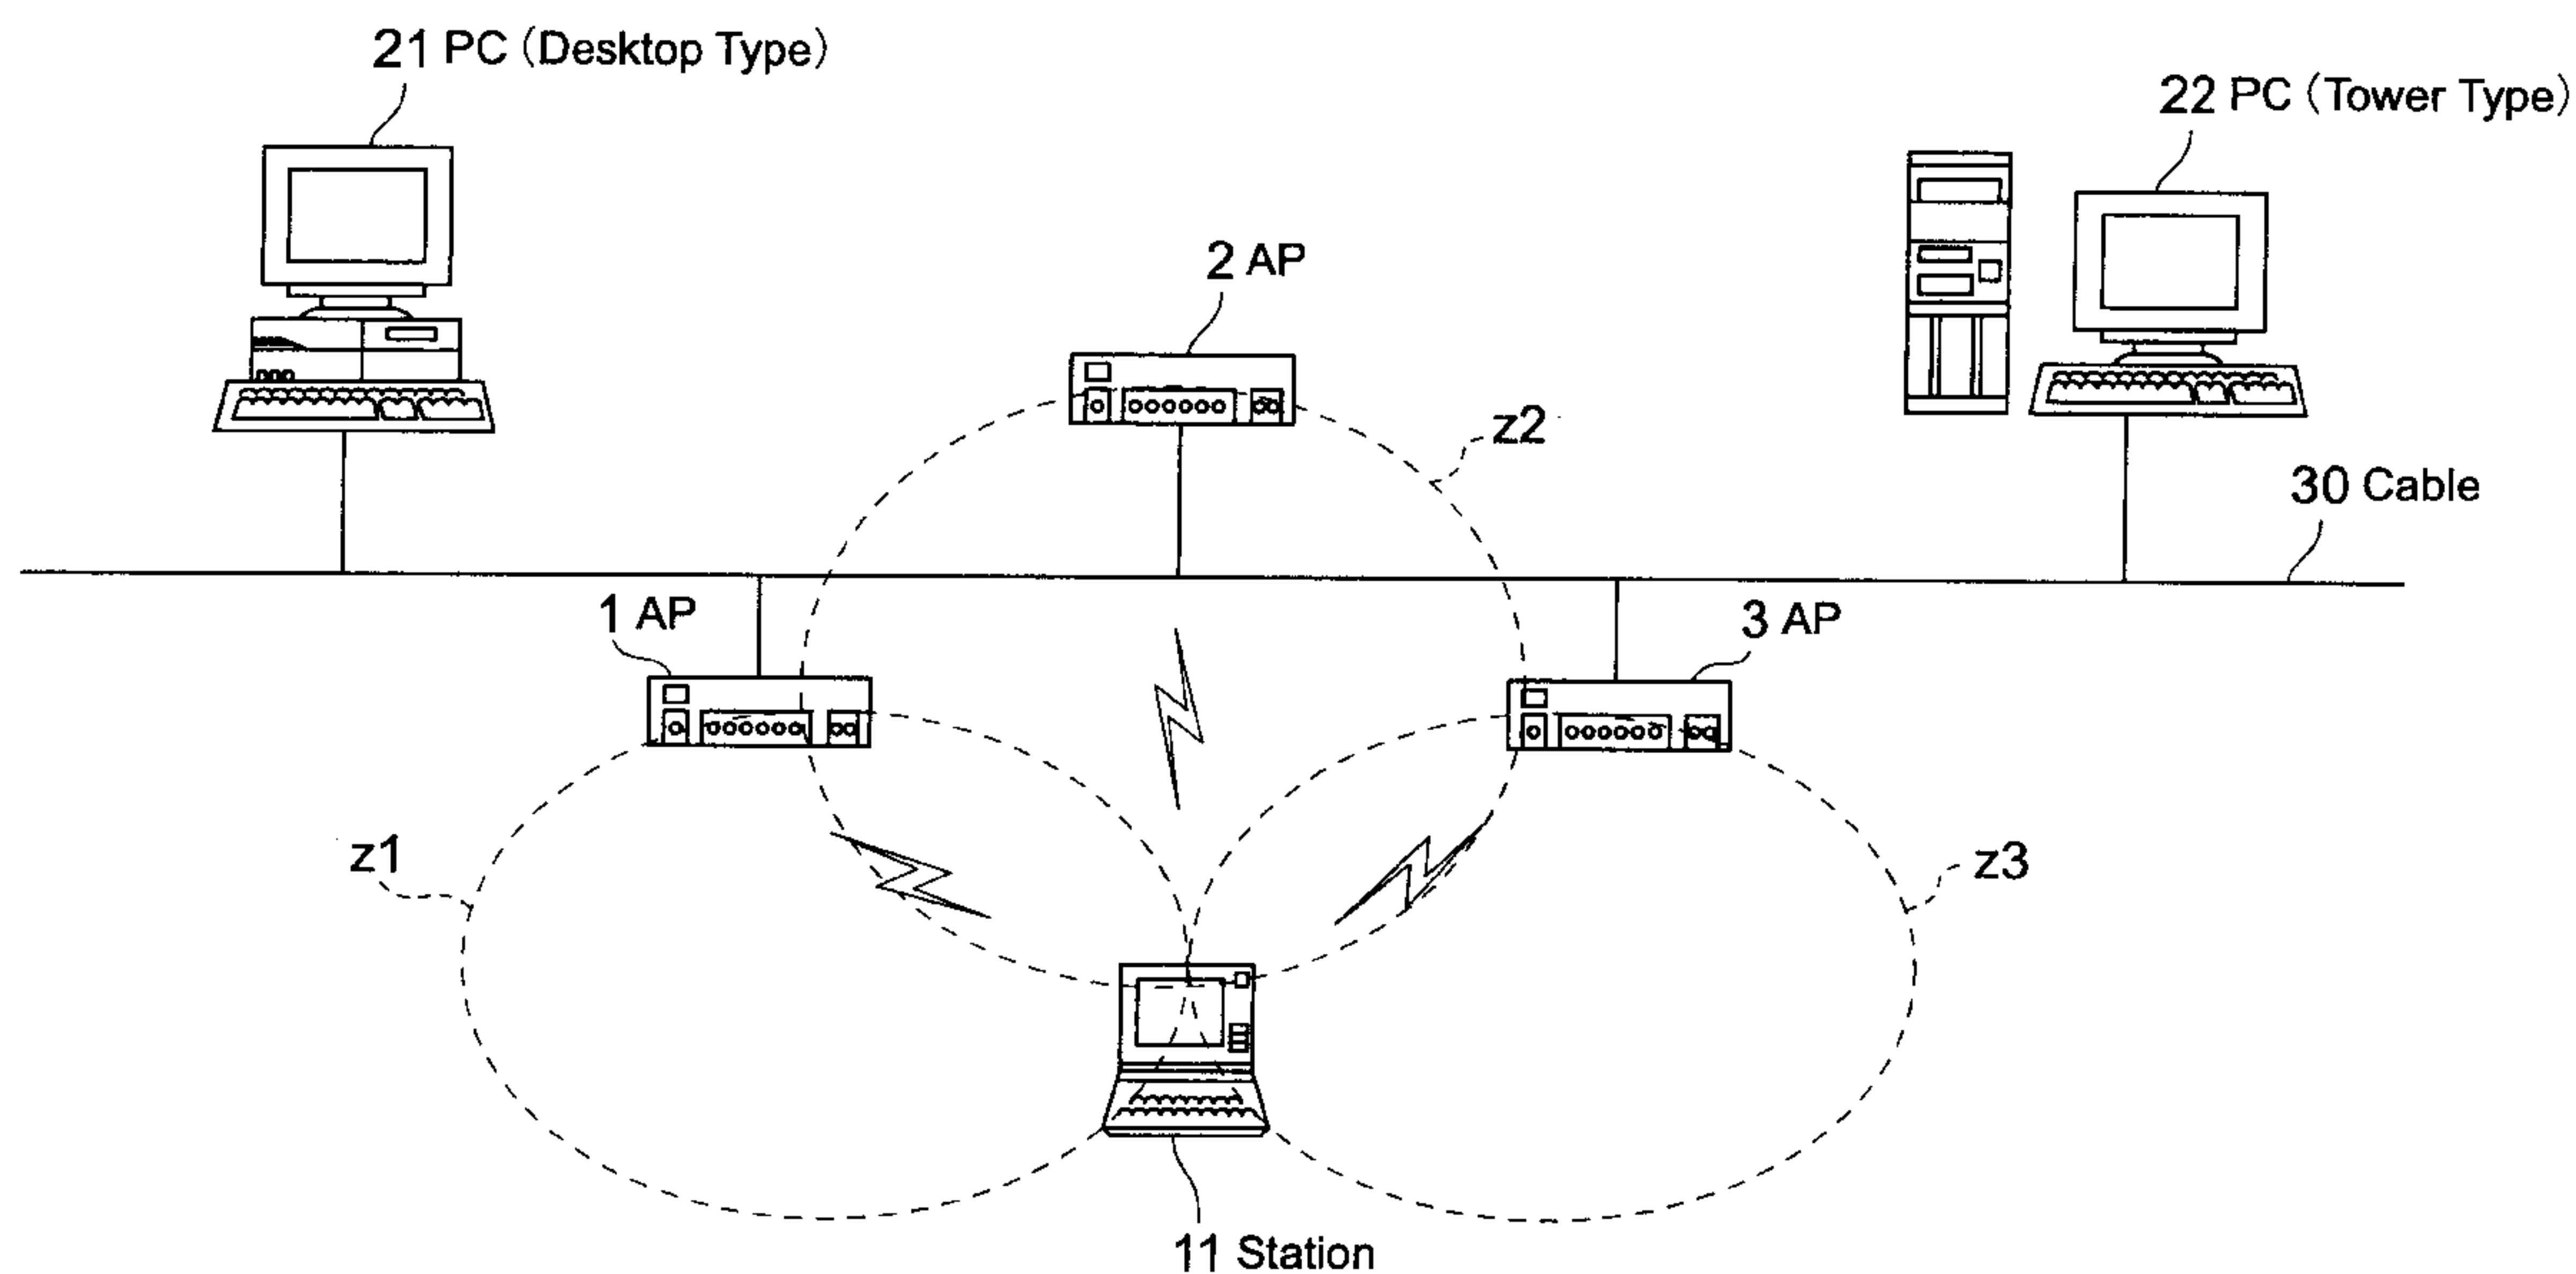 21 PC (Desktop Type)
22 PC (Tower Type)
2 AP
z2
30 Cable
1 AP
3 AP
z1
z3
11 Station